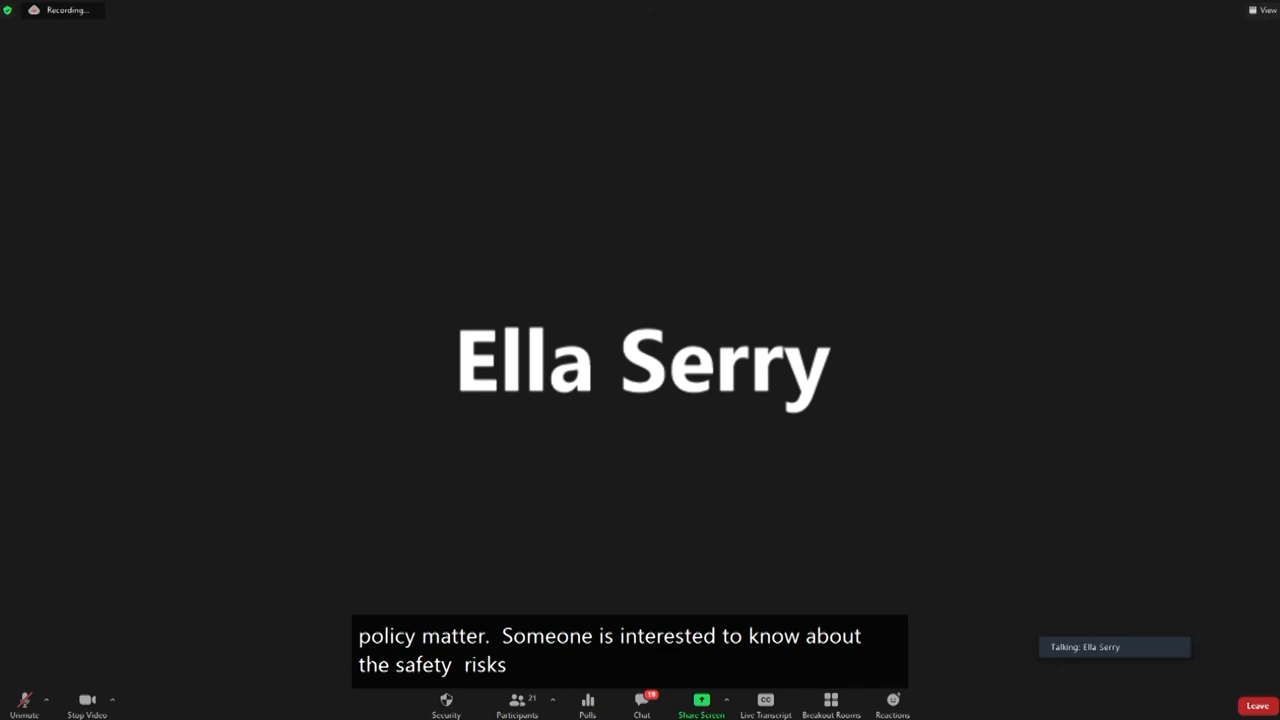 Recording...
View
Ella Serry
policy matter.  Someone is interested to know about
the safety  risks
Talking: Ella Serry
21
19
Unmute
Stop Video
Security
Participants
Polls
Chat
Share Screen
Live Transcript
Breakout Rooms
Reactions
Leave